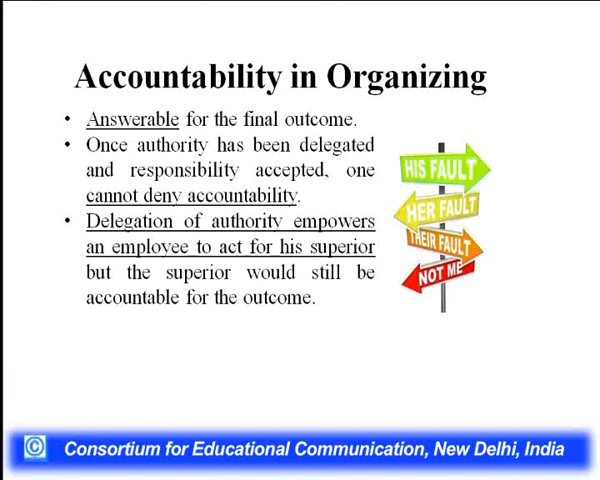 Accountability in Organizing
• Answerable for the final outcome.
• Once authority has been delegated
and responsibility accepted, one
cannot deny accountability.
• Delegation of authority empowers
an employee to act for his superior
but the superior would still be
accountable for the outcome.
HIS FAULT
HER FAULT
THEIR FAULT
NOT ME
© Consortium for Educational Communication, New Delhi, India